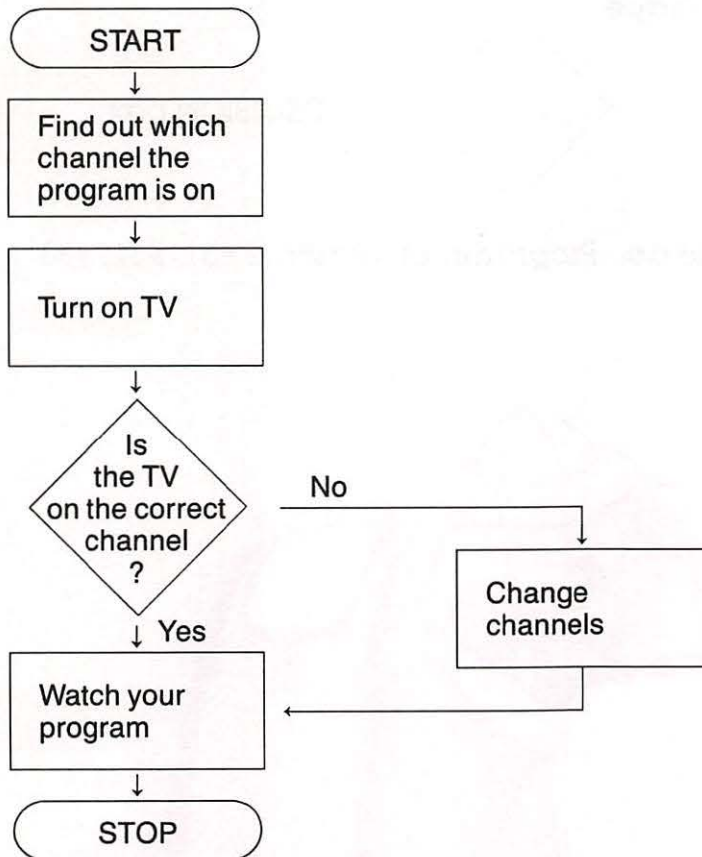 START
Find out which
channel the
program is on
Turn on TV
Is
the TV
on the correct
channel
?
No
Change
channels
Yes
Watch your
program
STOP